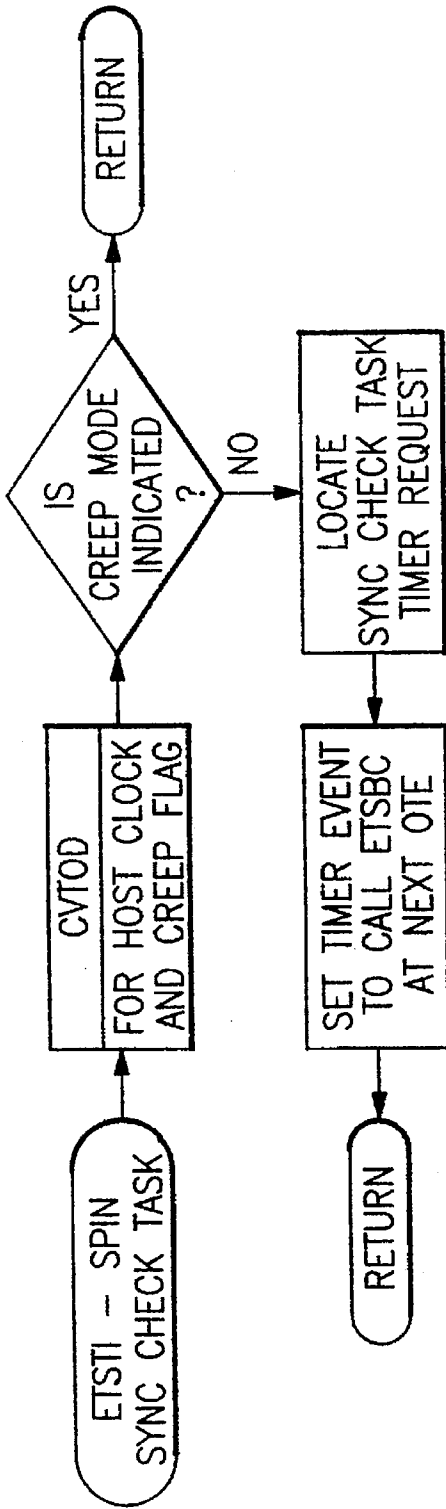 ETSTI – SPIN
SYNC CHECK TASK
CVTOD
FOR HOST CLOCK
AND CREEP FLAG
IS
CREEP MODE
INDICATED
?
YES
RETURN
NO
LOCATE
SYNC CHECK TASK
TIMER REQUEST
SET TIMER EVENT
TO CALL ETSBC
AT NEXT OTE
RETURN